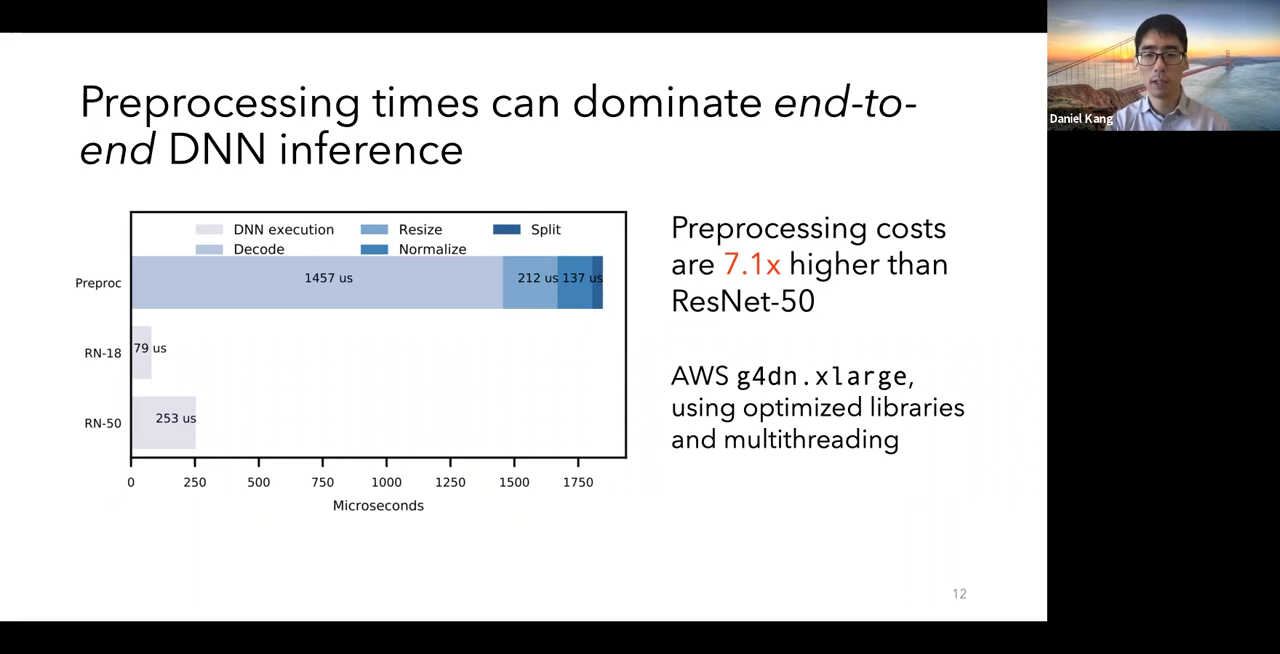 Preprocessing times can dominate end-to-
end DNN inference
DNN execution
Decode
Resize
Normalize
Split
Preproc
1457 us
212 us
137 us
RN-18
79 us
RN-50
253 us
0
250
500
750
1000
1250
1500
1750
Microseconds
Preprocessing costs
are 7.1x higher than
ResNet-50
AWS g4dn.xlarge,
using optimized libraries
and multithreading
12
Daniel Kang